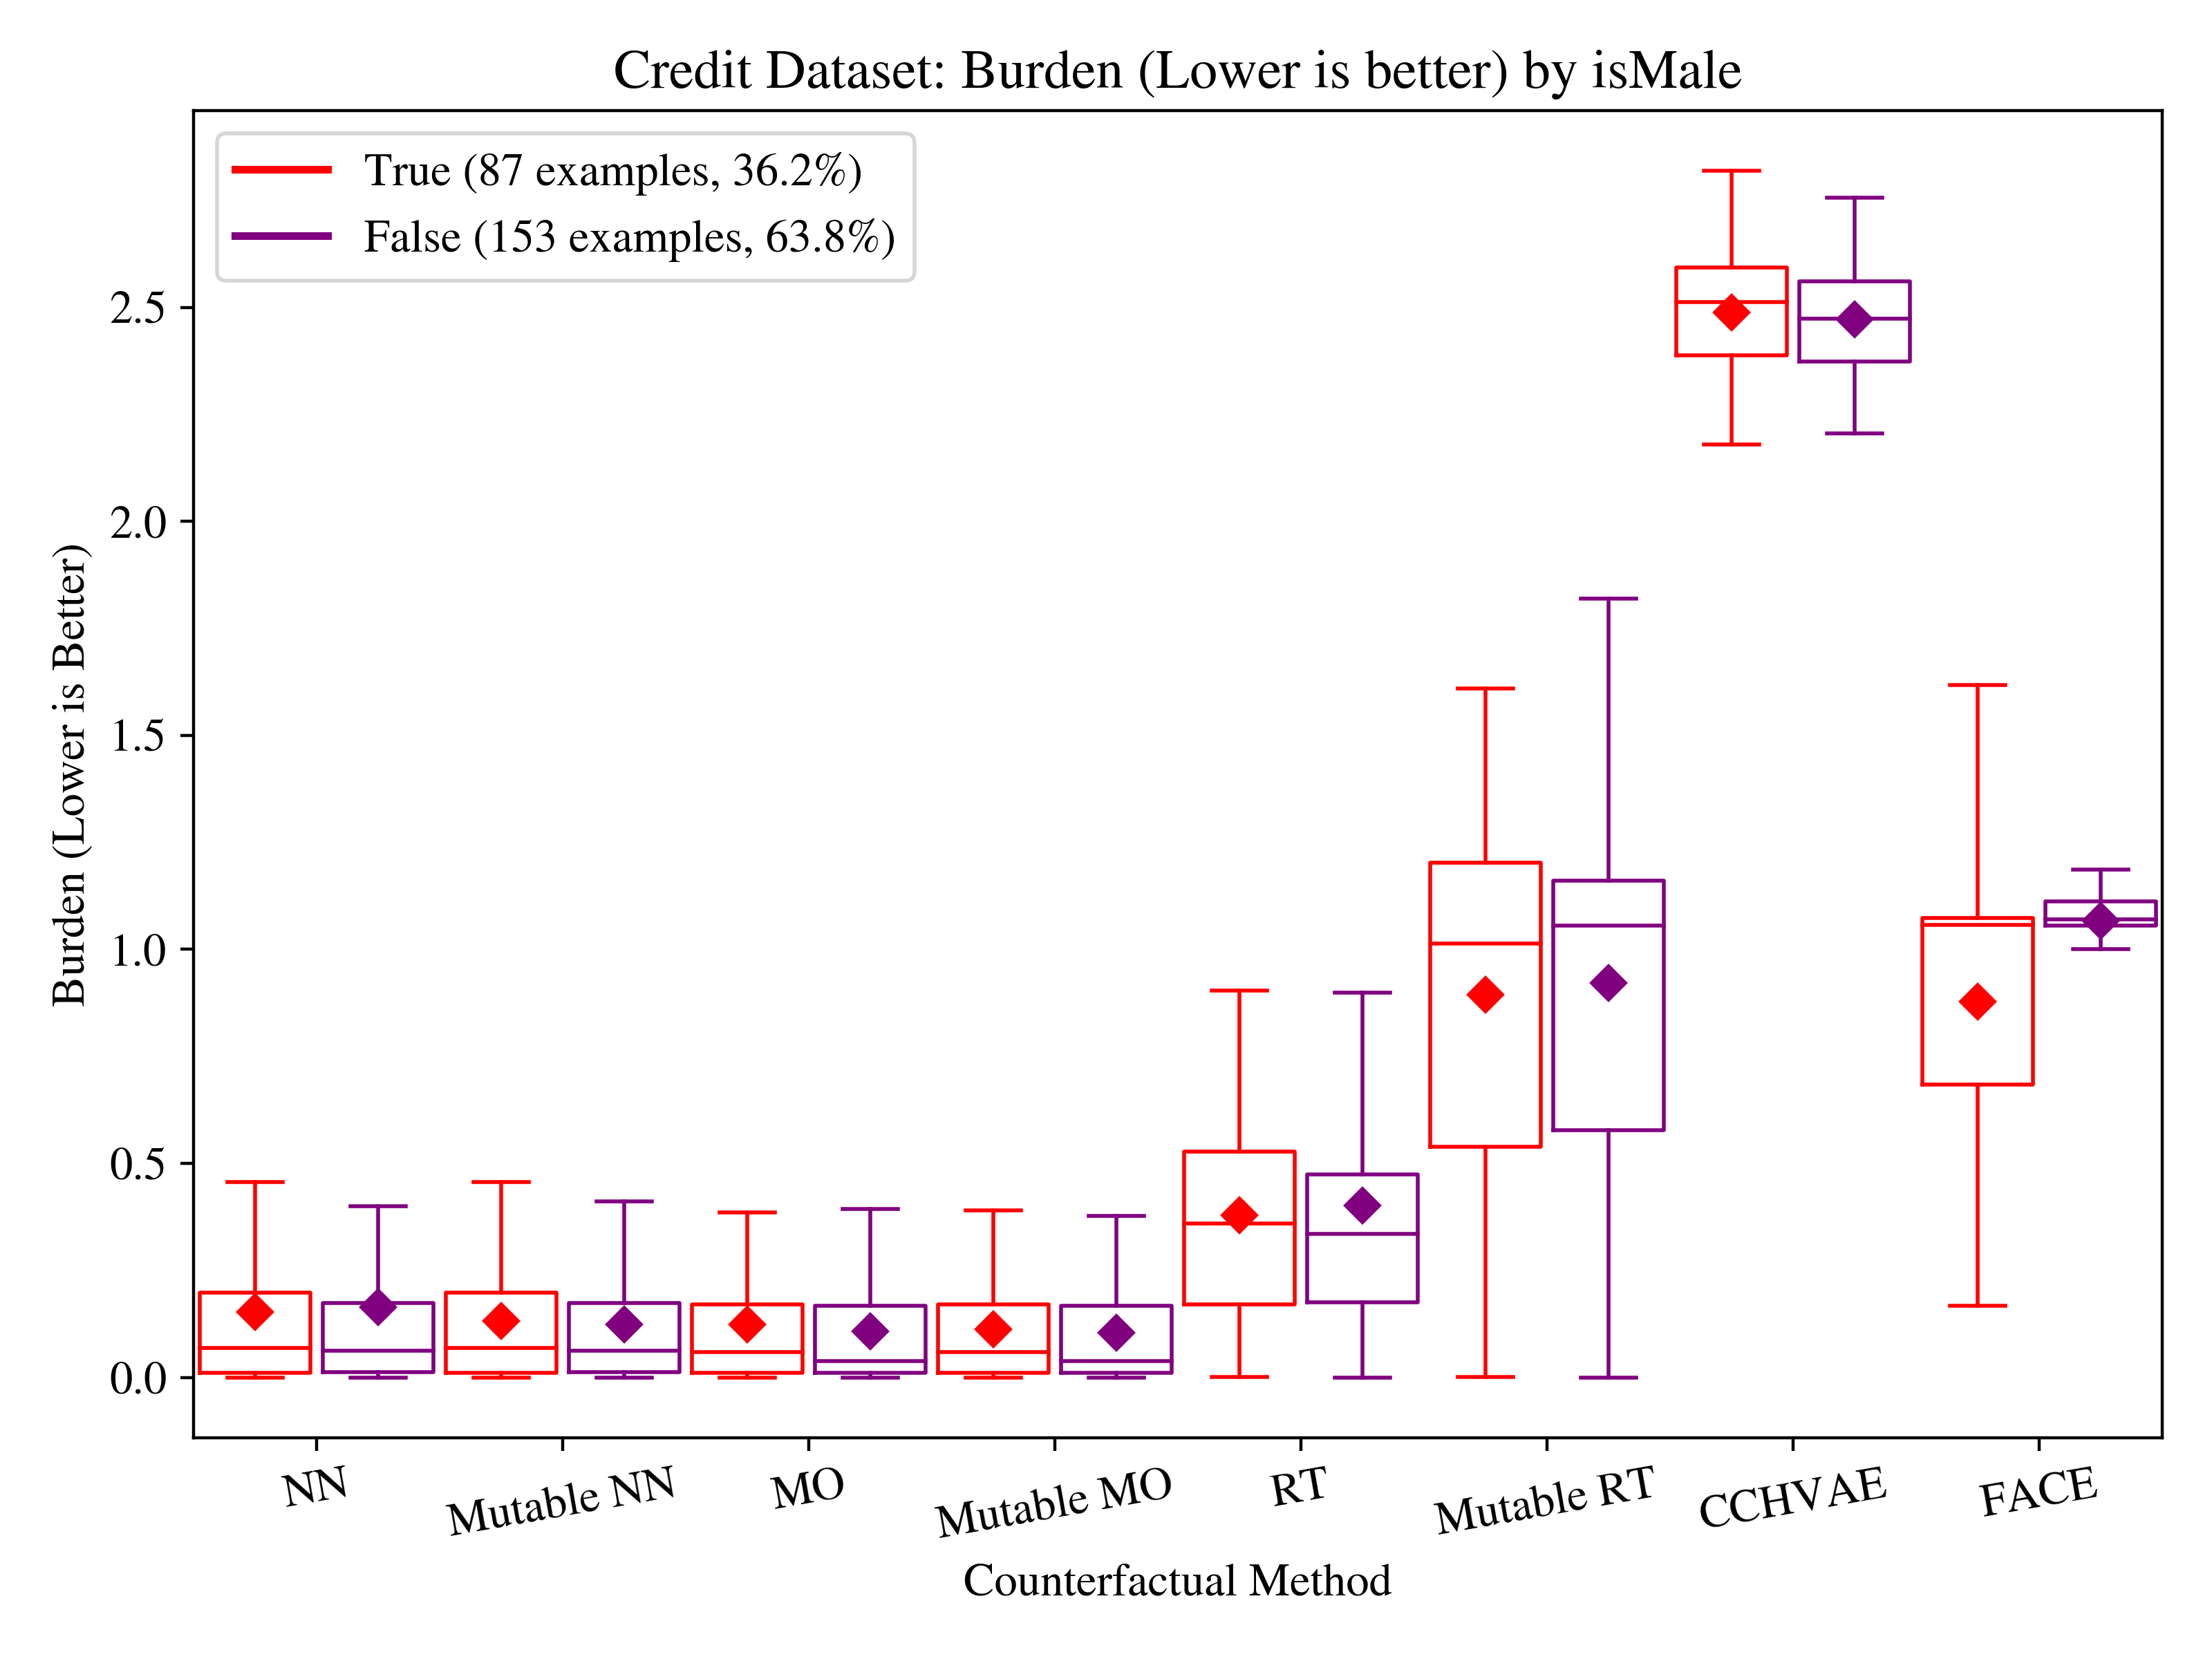 Credit Dataset: Burden (Lower is better) by isMale
True (87 examples, 36.2%)
False (153 examples, 63.8%)
Burden (Lower is Better)
2.5
2.0
1.5
1.0
0.5
0.0
NN
Mutable NN
MO
Mutable MO
RT
Mutable RT
CCHVAE
FACE
Counterfactual Method